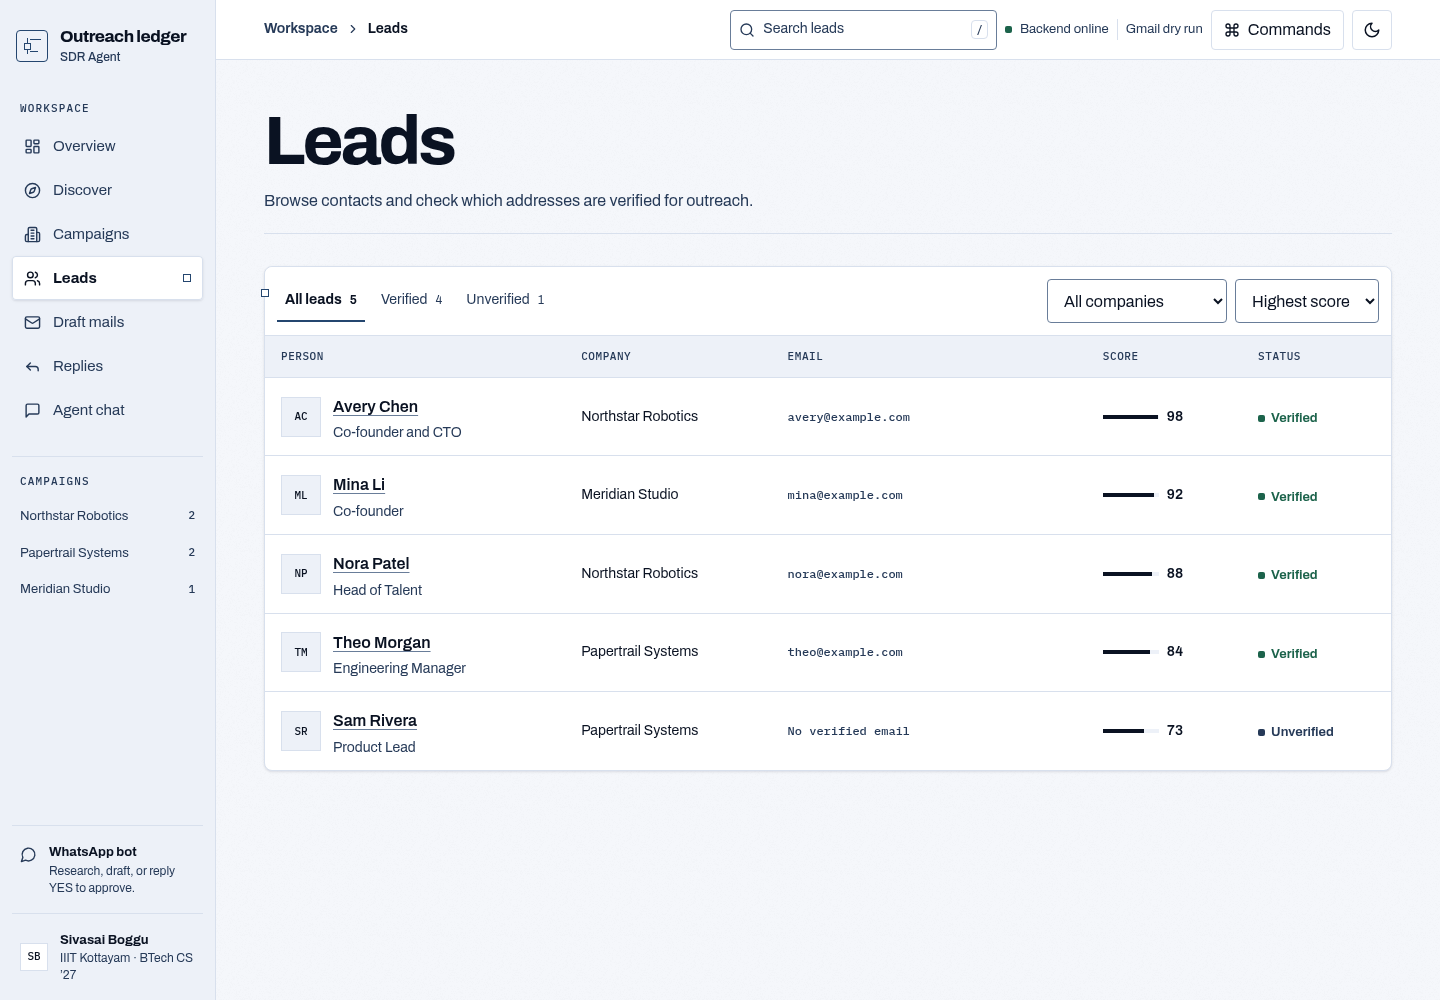 Outreach ledger
SDR Agent
WORKSPACE
Overview
Discover
Campaigns
Leads
Draft mails
Replies
Agent chat
CAMPAIGNS
Northstar Robotics 2
Papertrail Systems 2
Meridian Studio 1
WhatsApp bot
Research, draft, or reply
YES to approve.
SB
Sivasai Boggu
IIIT Kottayam · BTech CS
'27
Workspace > Leads
Search leads /
Backend online
Gmail dry run
⌘ Commands
Leads
Browse contacts and check which addresses are verified for outreach.
All leads 5 Verified 4 Unverified 1
All companies
Highest score
PERSON COMPANY EMAIL SCORE STATUS
AC Avery Chen Northstar Robotics avery@example.com 98 Verified
Co-founder and CTO
ML Mina Li Meridian Studio mina@example.com 92 Verified
Co-founder
NP Nora Patel Northstar Robotics nora@example.com 88 Verified
Head of Talent
TM Theo Morgan Papertrail Systems theo@example.com 84 Verified
Engineering Manager
SR Sam Rivera Papertrail Systems No verified email 73 Unverified
Product Lead